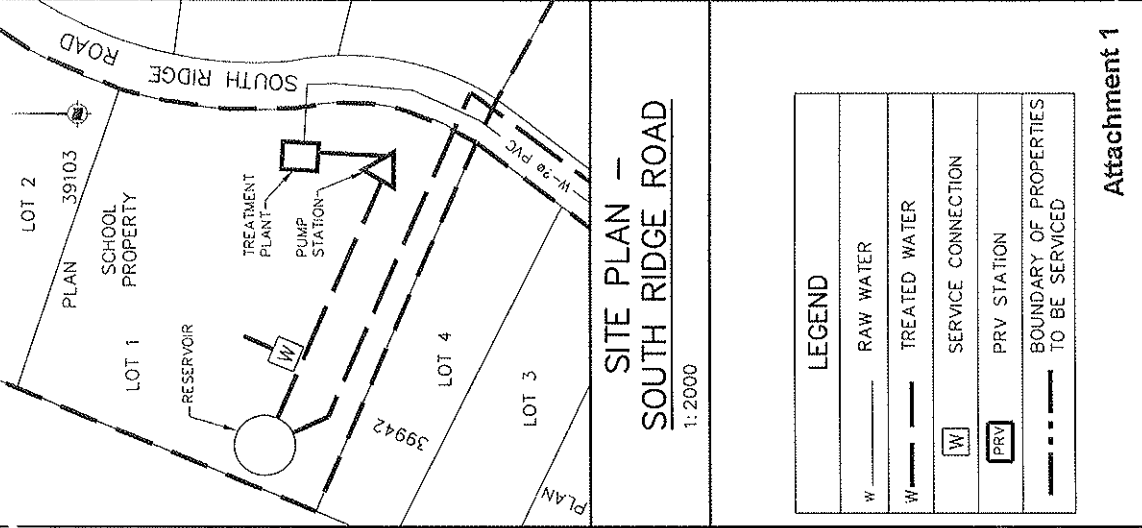 SOUTH RIDGE ROAD
LOT 2
PLAN 39103
SCHOOL
PROPERTY
LOT 1
TREATMENT
PLANT
PUMP
STATION
RESERVOIR
W
W-?ø PVC
LOT 4
LOT 3
PLAN 39942
SITE PLAN –
SOUTH RIDGE ROAD
1:2000
LEGEND
W RAW WATER
W TREATED WATER
W SERVICE CONNECTION
PRV PRV STATION
BOUNDARY OF PROPERTIES
TO BE SERVICED
Attachment 1